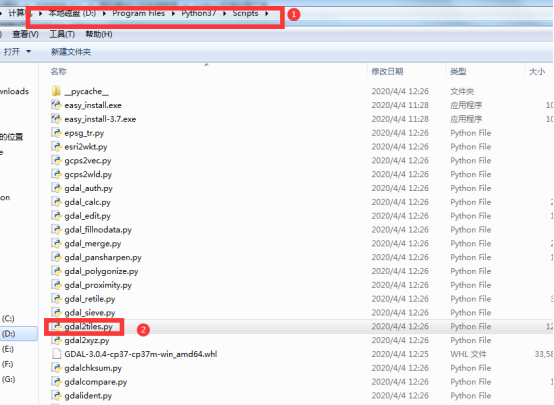 计算机 ▸ 本地磁盘 (D:) ▸ Program Files ▸ Python37 ▸ Scripts ▸ 1
) 查看(V) 工具(T) 帮助(H)
打开 新建文件夹
名称 修改日期 类型 大小
wnloads __pycache__ 2020/4/4 12:26 文件夹
easy_install.exe 2020/4/4 11:28 应用程序 10
easy_install-3.7.exe 2020/4/4 11:28 应用程序 10
epsg_tr.py 2020/4/4 12:26 Python File
的位置 esri2wkt.py 2020/4/4 12:26 Python File
e gcps2vec.py 2020/4/4 12:26 Python File
gcps2wld.py 2020/4/4 12:26 Python File
gdal_auth.py 2020/4/4 12:26 Python File
on gdal_calc.py 2020/4/4 12:26 Python File 2
gdal_edit.py 2020/4/4 12:26 Python File 1
gdal_fillnodata.py 2020/4/4 12:26 Python File
gdal_merge.py 2020/4/4 12:26 Python File 2
gdal_pansharpen.py 2020/4/4 12:26 Python File 1
gdal_polygonize.py 2020/4/4 12:26 Python File
gdal_proximity.py 2020/4/4 12:26 Python File
gdal_retile.py 2020/4/4 12:26 Python File 3
(C:) gdal_sieve.py 2020/4/4 12:26 Python File
(D:) gdal2tiles.py 2 2020/4/4 12:26 Python File 12
(E:) gdal2xyz.py 2020/4/4 12:26 Python File
(F:) GDAL-3.0.4-cp37-cp37m-win_amd64.whl 2020/4/4 12:25 WHL 文件 33,58
(G:) gdalchksum.py 2020/4/4 12:26 Python File
gdalcompare.py 2020/4/4 12:26 Python File 1
gdalident.py 2020/4/4 12:26 Python File